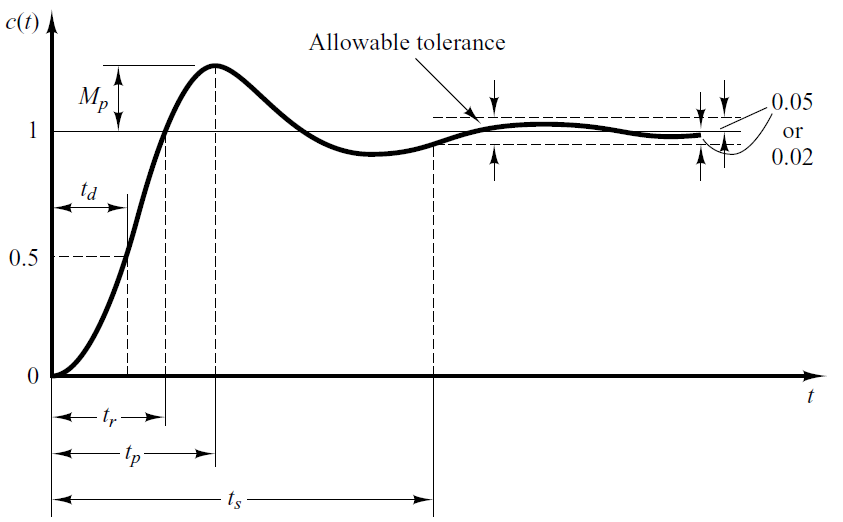 c(t)
Allowable tolerance
M_p
0.05
1
or
0.02
t_d
0.5
0
t
t_r
t_p
t_s